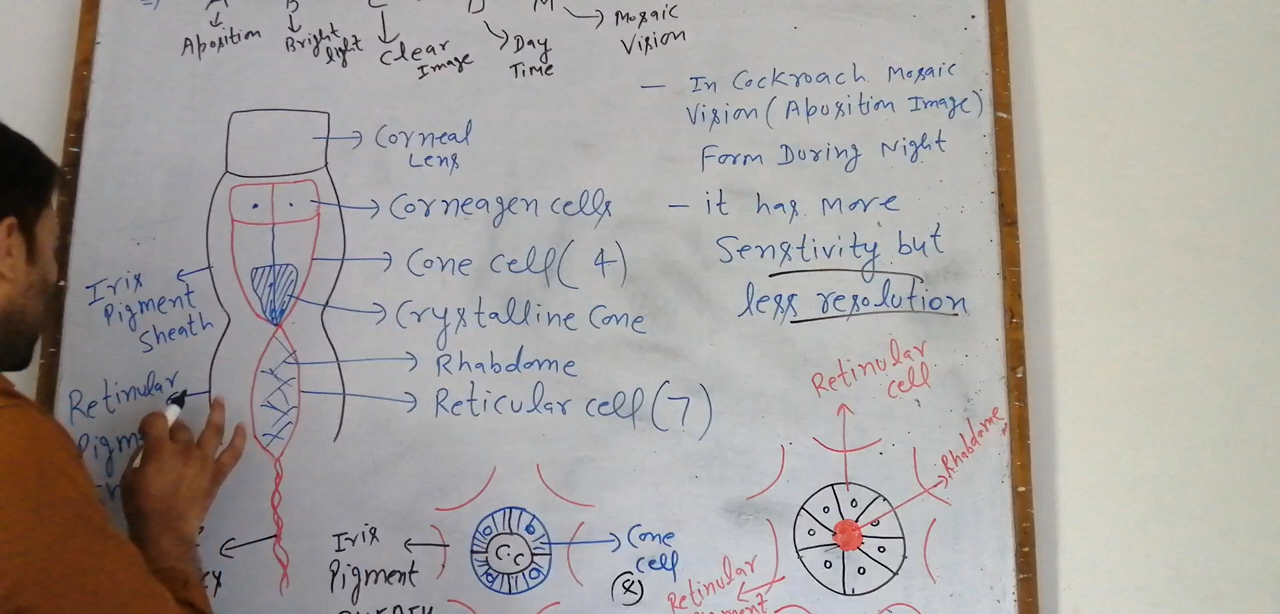 A B C D M
Aposition
Bright
light
Clear
Image
Day
Time
Mosaic
Vision
- In Cockroach Mosaic
Vision (Aposition Image)
Form During Night
- it has more
Senstivity but
less resolution
Corneal
Lens
Corneagen cells
Cone cell (4)
Crystalline Cone
Rhabdome
Reticular cell (7)
Iris
Pigment
Sheath
Retinular
Pigm
Iris
Pigment
C.C
Cone
cell
Retinular
cell
Rhabdome
Retinular